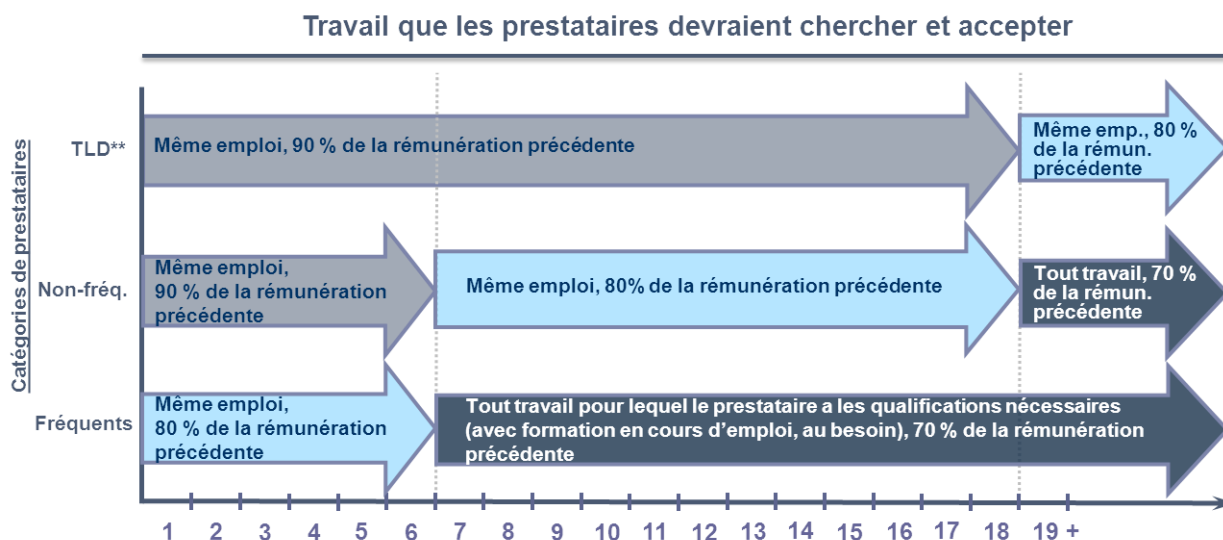 Travail que les prestataires devraient chercher et accepter
Catégories de prestataires
TLD**
Même emploi, 90 % de la rémunération précédente
Même emp., 80 %
de la rémun.
précédente
Non-fréq.
Même emploi,
90 % de la rémunération
précédente
Même emploi, 80% de la rémunération précédente
Tout travail, 70 %
de la rémun.
précédente
Fréquents
Même emploi,
80 % de la rémunération
précédente
Tout travail pour lequel le prestataire a les qualifications nécessaires
(avec formation en cours d'emploi, au besoin), 70 % de la rémunération
précédente
1 2 3 4 5 6 7 8 9 10 11 12 13 14 15 16 17 18 19 +